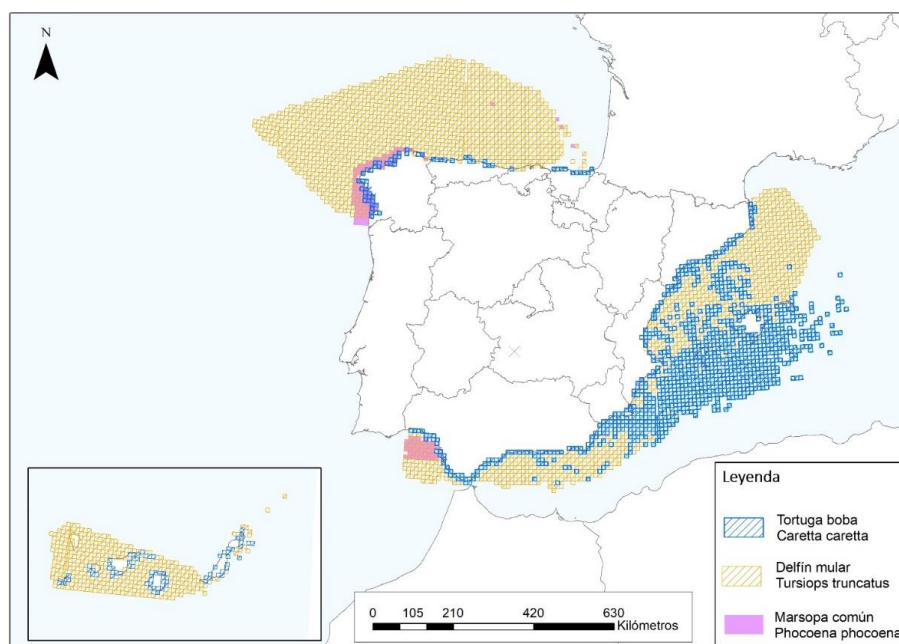 N
Leyenda
Tortuga boba
Caretta caretta
Delfín mular
Tursiops truncatus
Marsopa común
Phocoena phocoena
0 105 210 420 630
Kilómetros